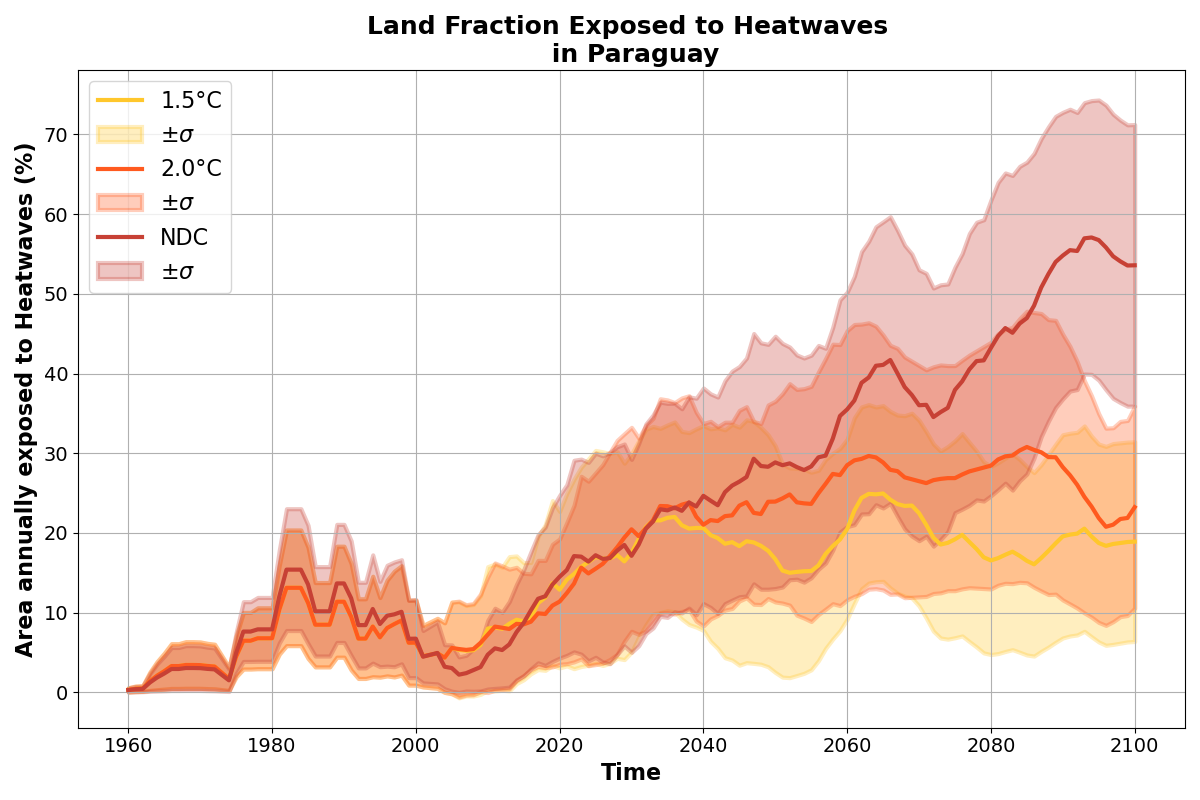 Land Fraction Exposed to Heatwaves
in Paraguay
1.5°C
±σ
2.0°C
±σ
NDC
±σ
Area annually exposed to Heatwaves (%)
70
60
50
40
30
20
10
0
1960 1980 2000 2020 2040 2060 2080 2100
Time